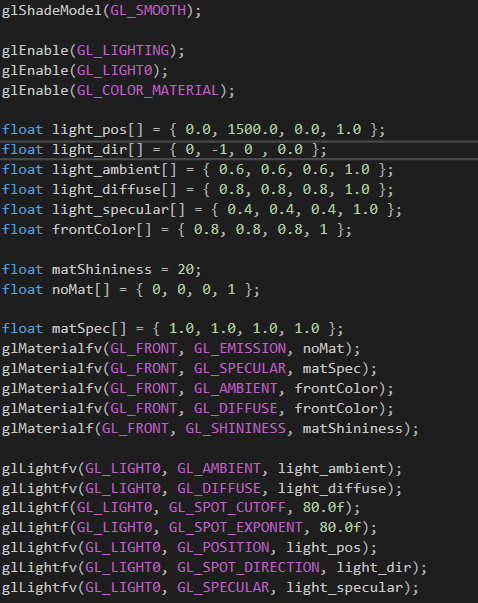 glShadeModel(GL_SMOOTH);
glEnable(GL_LIGHTING);
glEnable(GL_LIGHT0);
glEnable(GL_COLOR_MATERIAL);
float light_pos[] = { 0.0, 1500.0, 0.0, 1.0 };
float light_dir[] = { 0, -1, 0 , 0.0 };
float light_ambient[] = { 0.6, 0.6, 0.6, 1.0 };
float light_diffuse[] = { 0.8, 0.8, 0.8, 1.0 };
float light_specular[] = { 0.4, 0.4, 0.4, 1.0 };
float frontColor[] = { 0.8, 0.8, 0.8, 1 };
float matShininess = 20;
float noMat[] = { 0, 0, 0, 1 };
float matSpec[] = { 1.0, 1.0, 1.0, 1.0 };
glMaterialfv(GL_FRONT, GL_EMISSION, noMat);
glMaterialfv(GL_FRONT, GL_SPECULAR, matSpec);
glMaterialfv(GL_FRONT, GL_AMBIENT, frontColor);
glMaterialfv(GL_FRONT, GL_DIFFUSE, frontColor);
glMaterialf(GL_FRONT, GL_SHININESS, matShininess);
glLightfv(GL_LIGHT0, GL_AMBIENT, light_ambient);
glLightfv(GL_LIGHT0, GL_DIFFUSE, light_diffuse);
glLightf(GL_LIGHT0, GL_SPOT_CUTOFF, 80.0f);
glLightf(GL_LIGHT0, GL_SPOT_EXPONENT, 80.0f);
glLightfv(GL_LIGHT0, GL_POSITION, light_pos);
glLightfv(GL_LIGHT0, GL_SPOT_DIRECTION, light_dir);
glLightfv(GL_LIGHT0, GL_SPECULAR, light_specular);